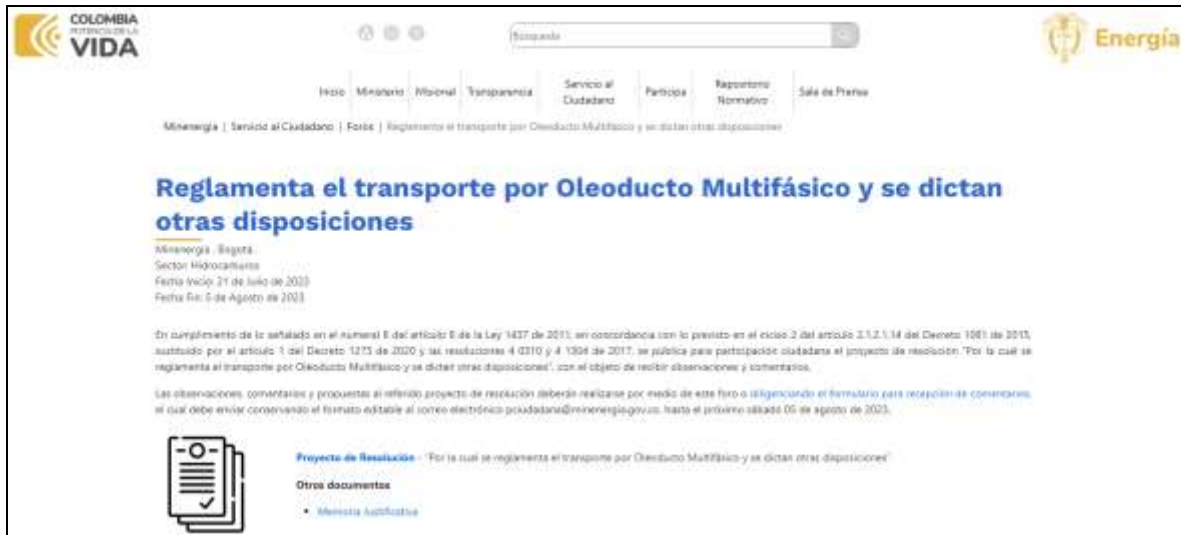 COLOMBIA
POTENCIA DE LA
VIDA
Búsqueda
Energía
Inicio Ministerio Misional Transparencia Servicio al Ciudadano Participa Repositorio Normativo Sala de Prensa
Minenergía | Servicio al Ciudadano | Foros | Reglamenta el transporte por Oleoducto Multifásico y se dictan otras disposiciones
Reglamenta el transporte por Oleoducto Multifásico y se dictan
otras disposiciones
Minenergía . Bogotá .
Sector: Hidrocarburos
Fecha Inicio: 21 de Julio de 2023
Fecha Fin: 5 de Agosto de 2023
En cumplimiento de lo señalado en el numeral 8 del artículo 8 de la Ley 1437 de 2011, en concordancia con lo previsto en el inciso 2 del artículo 2.1.2.1.14 del Decreto 1081 de 2015,
sustituido por el artículo 1 del Decreto 1273 de 2020 y las resoluciones 4 0310 y 4 1304 de 2017, se publica para participación ciudadana el proyecto de resolución "Por la cual se
reglamenta el transporte por Oleoducto Multifásico y se dictan otras disposiciones", con el objeto de recibir observaciones y comentarios.
Las observaciones, comentarios y propuestas al referido proyecto de resolución deberán realizarse por medio de este foro o diligenciando el formulario para recepción de comentarios,
el cual debe enviar conservando el formato editable al correo electrónico pciudadana@minenergia.gov.co, hasta el próximo sábado 05 de agosto de 2023.
Proyecto de Resolución - "Por la cual se reglamenta el transporte por Oleoducto Multifásico y se dictan otras disposiciones"
Otros documentos
• Memoria Justificativa